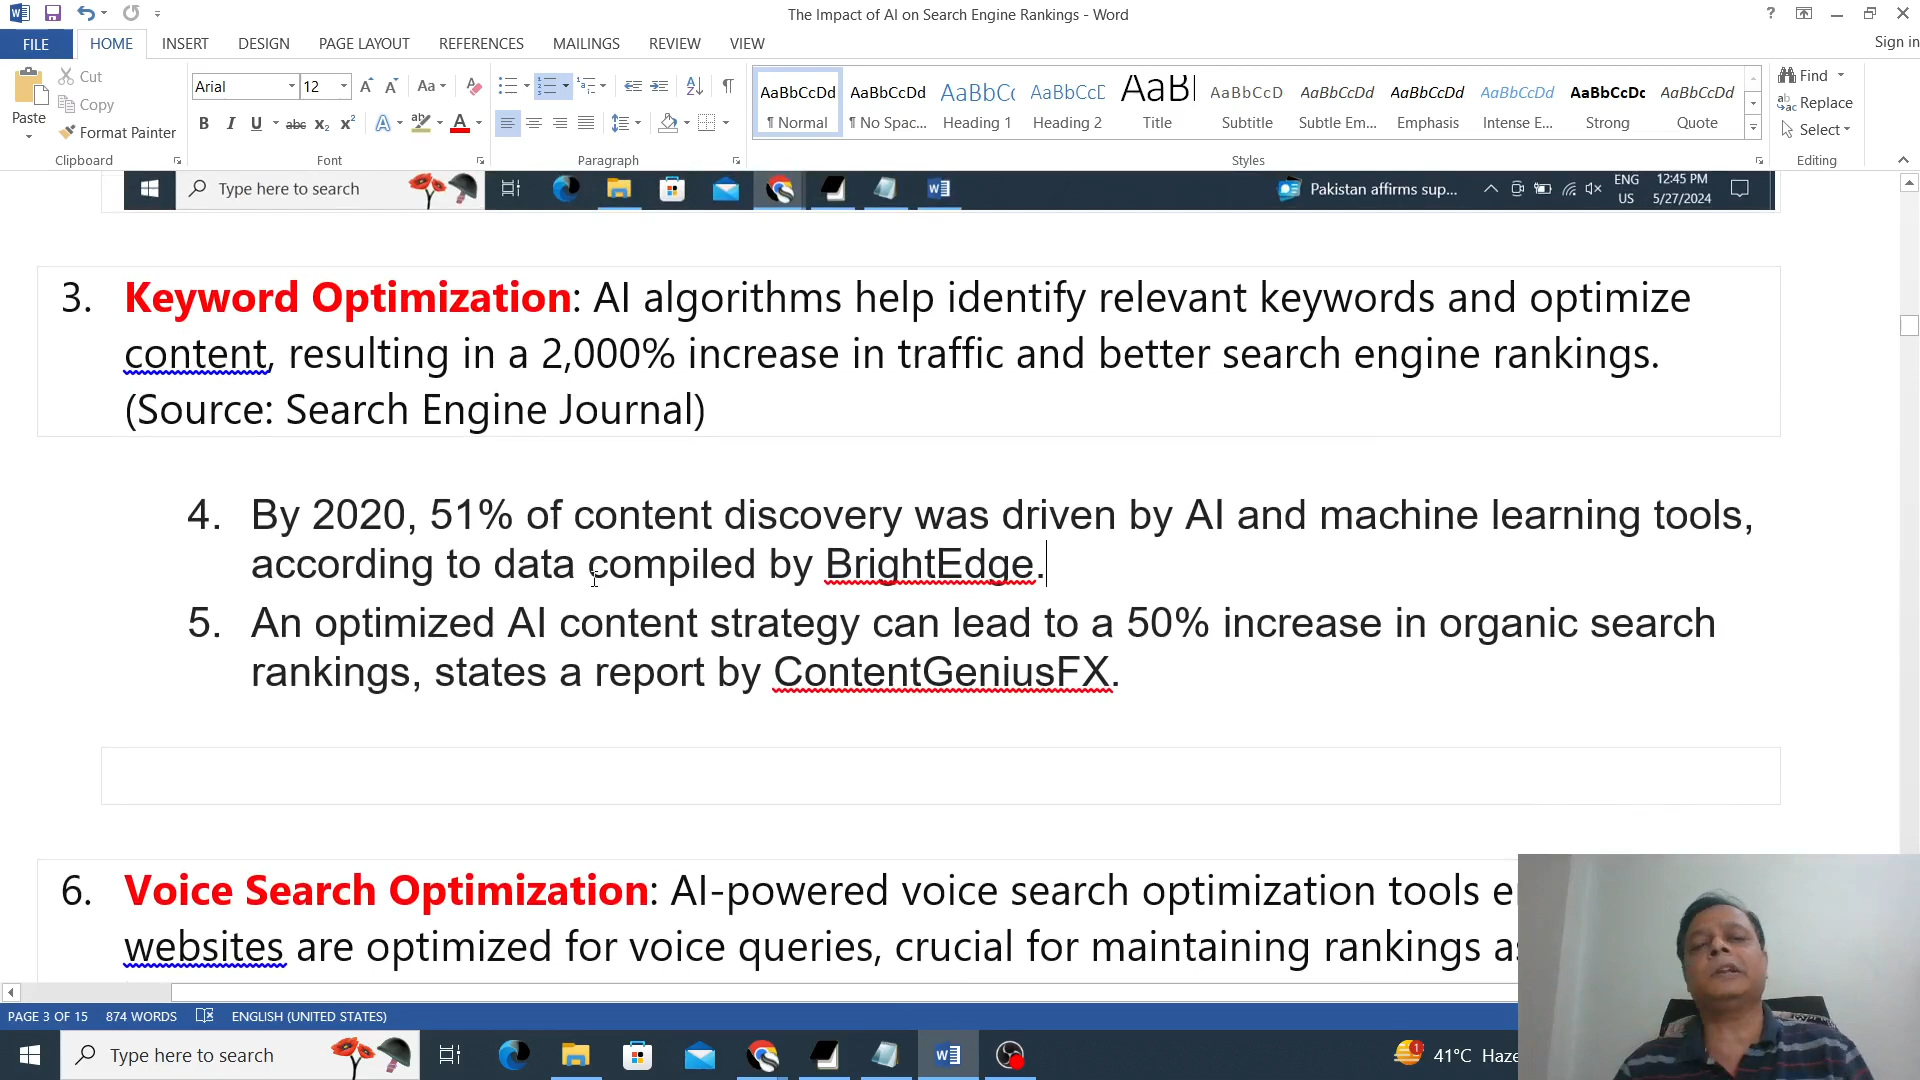 The Impact of AI on Search Engine Rankings - Word
?
Sign in
FILE HOME INSERT DESIGN PAGE LAYOUT REFERENCES MAILINGS REVIEW VIEW
Paste
Cut
Copy
Format Painter
Clipboard
Arial 12
Font
Paragraph
AaBbCcDd AaBbCcDd AaBbCc AaBbCcD AaBl AaBbCcD AaBbCcDd AaBbCcDd AaBbCcDd AaBbCcDc AaBbCcDd
¶ Normal ¶ No Spac... Heading 1 Heading 2 Title Subtitle Subtle Em... Emphasis Intense E... Strong Quote
Styles
Find
Replace
Select
Editing
Type here to search
Pakistan affirms sup...
ENG
US
12:45 PM
5/27/2024
3. Keyword Optimization: AI algorithms help identify relevant keywords and optimize
content, resulting in a 2,000% increase in traffic and better search engine rankings.
(Source: Search Engine Journal)
4. By 2020, 51% of content discovery was driven by AI and machine learning tools,
according to data compiled by BrightEdge.
5. An optimized AI content strategy can lead to a 50% increase in organic search
rankings, states a report by ContentGeniusFX.
6. Voice Search Optimization: AI-powered voice search optimization tools e
websites are optimized for voice queries, crucial for maintaining rankings as
PAGE 3 OF 15 874 WORDS ENGLISH (UNITED STATES)
Type here to search
1
41°C Haze